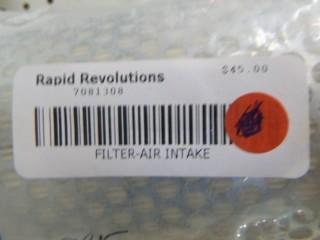 Rapid Revolutions $45.00
7081308
FILTER-AIR INTAKE